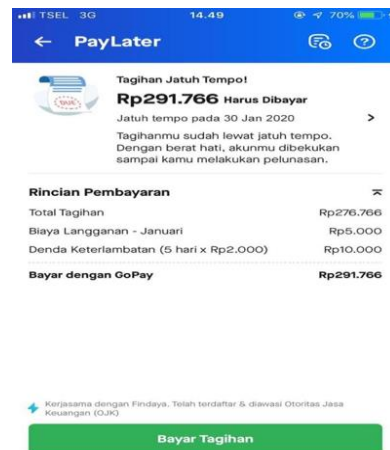 TSEL 3G 14.49 70%
PayLater
Tagihan Jatuh Tempo!
Rp291.766 Harus Dibayar
Jatuh tempo pada 30 Jan 2020
Tagihanmu sudah lewat jatuh tempo.
Dengan berat hati, akunmu dibekukan
sampai kamu melakukan pelunasan.
Rincian Pembayaran
Total Tagihan Rp276.766
Biaya Langganan - Januari Rp5.000
Denda Keterlambatan (5 hari x Rp2.000) Rp10.000
Bayar dengan GoPay Rp291.766
Kerjasama dengan Findaya. Telah terdaftar & diawasi Otoritas Jasa
Keuangan (OJK)
Bayar Tagihan